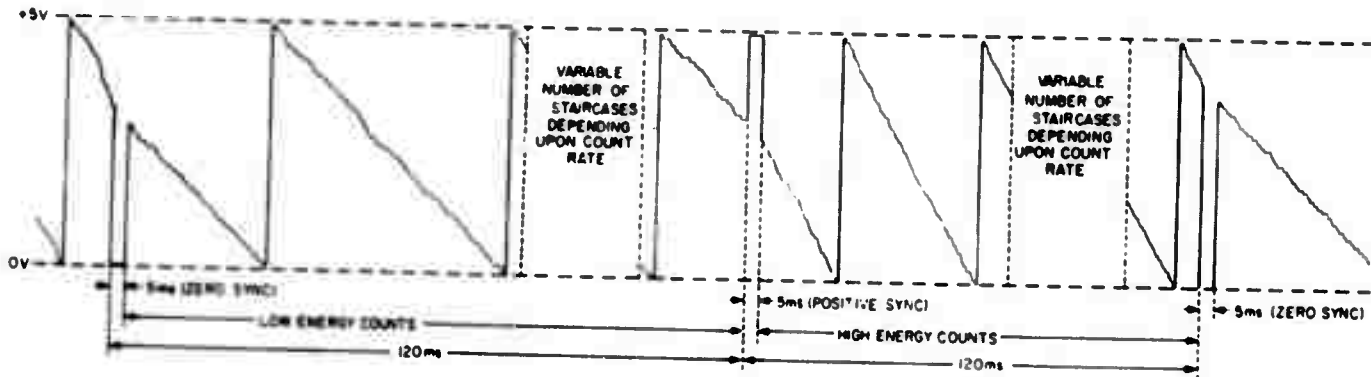 +5V
VARIABLE
NUMBER OF
STAIRCASES
DEPENDING
UPON COUNT
RATE
VARIABLE
NUMBER OF
STAIRCASES
DEPENDING
UPON COUNT
RATE
0V
5ms (ZERO SYNC)
5ms (POSITIVE SYNC)
5ms (ZERO SYNC)
LOW ENERGY COUNTS
HIGH ENERGY COUNTS
120ms
120ms